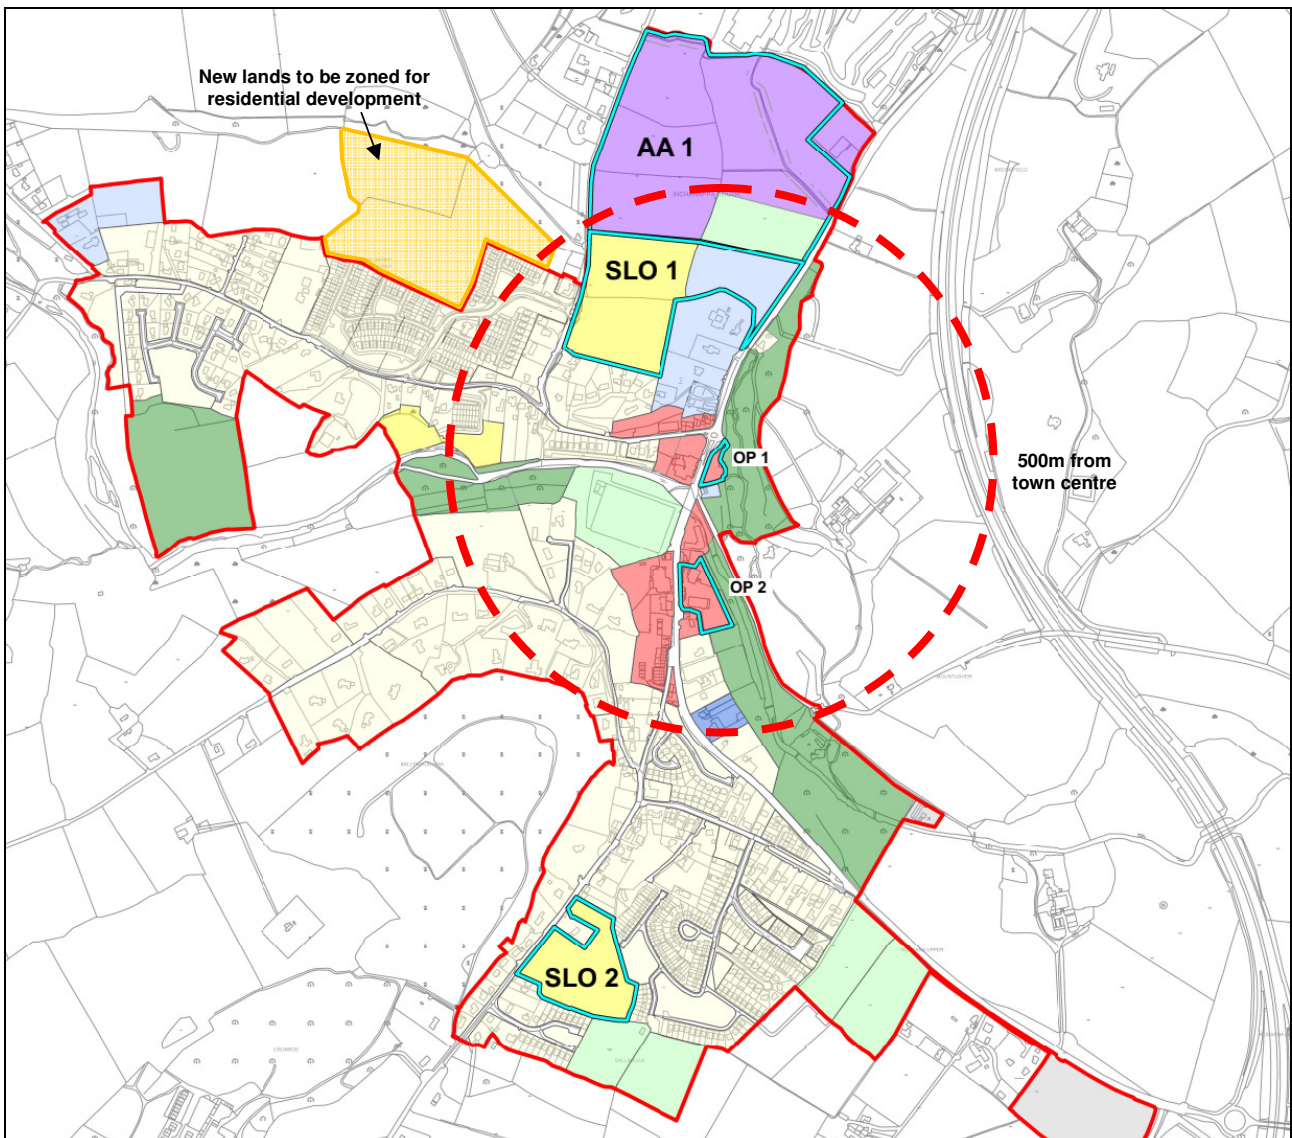 New lands to be zoned for
residential development
AA 1
SLO 1
OP 1
500m from
town centre
OP 2
SLO 2